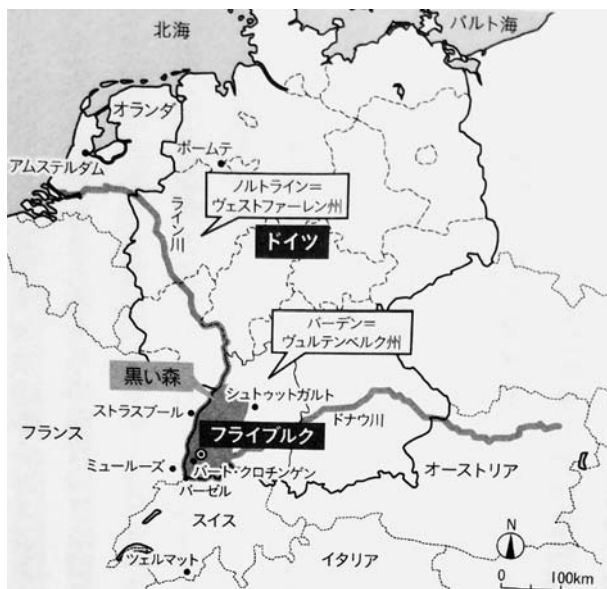 北海
バルト海
オランダ
アムステルダム
ボームテ
ノルトライン=
ヴェストファーレン州
ライン川
ドイツ
バーデン=
ヴュルテンベルク州
黒い森
シュトゥットガルト
ストラスブール
フランス
フライブルク
ドナウ川
ミュールーズ
バート・クロチンゲン
オーストリア
バーゼル
スイス
N
ツェルマット
イタリア
0 100km